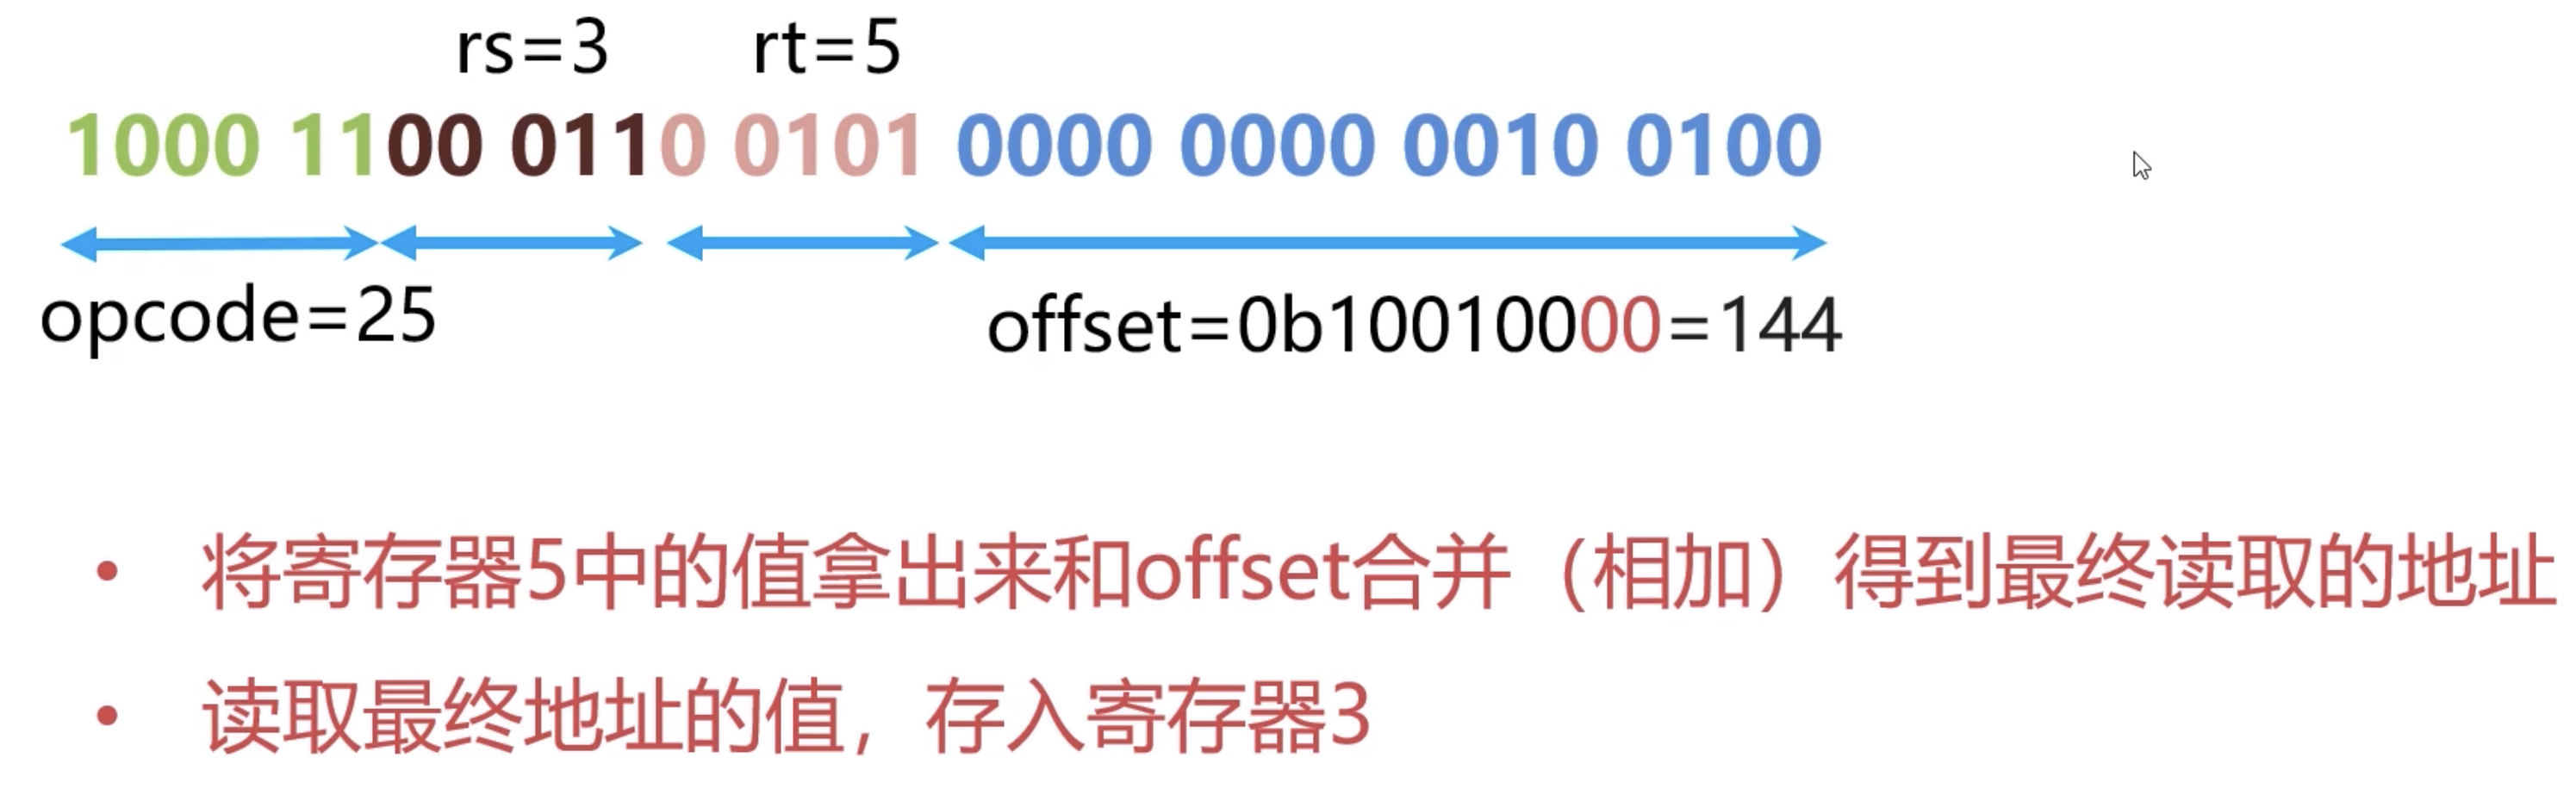 rs=3 rt=5
1000 1100 0110 0101 0000 0000 0010 0100
opcode=25 offset=0b10010000=144
• 将寄存器5中的值拿出来和offset合并（相加）得到最终读取的地址
• 读取最终地址的值，存入寄存器3